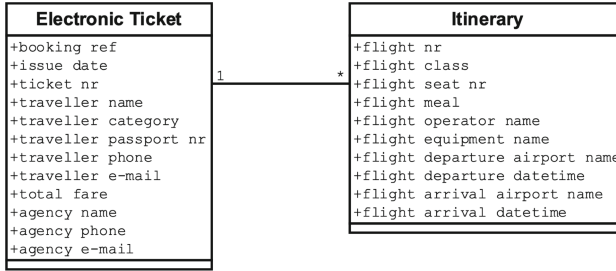 Electronic Ticket
+booking ref
+issue date
+ticket nr
+traveller name
+traveller category
+traveller passport nr
+traveller phone
+traveller e-mail
+total fare
+agency name
+agency phone
+agency e-mail
1
*
Itinerary
+flight nr
+flight class
+flight seat nr
+flight meal
+flight operator name
+flight equipment name
+flight departure airport name
+flight departure datetime
+flight arrival airport name
+flight arrival datetime